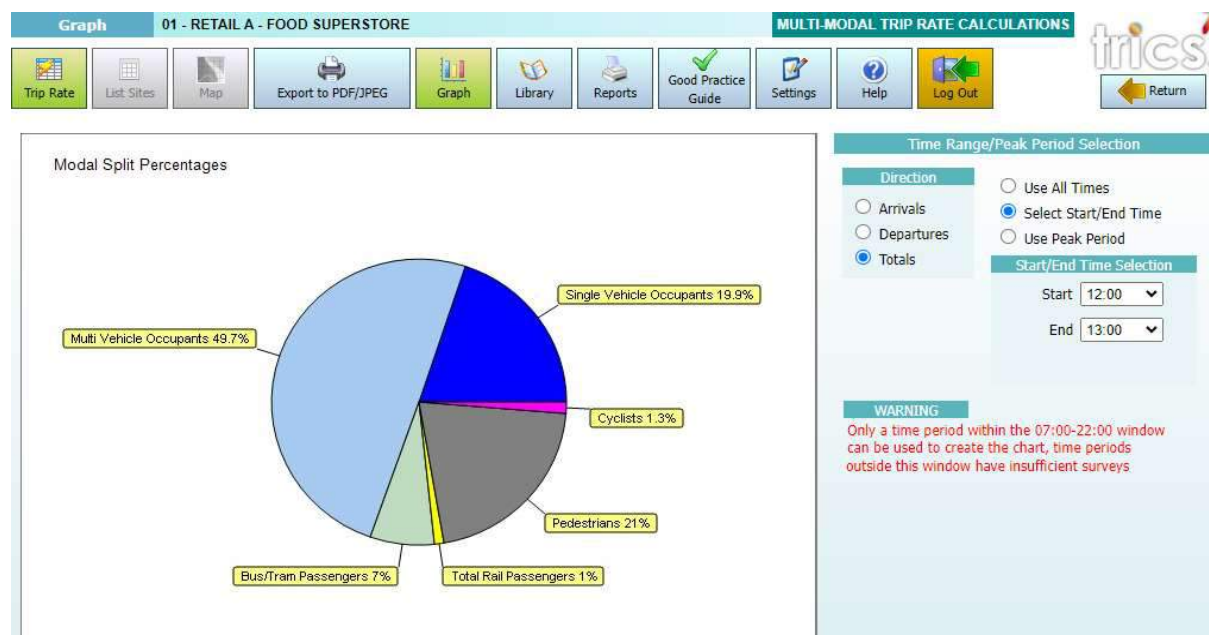 Graph
01 - RETAIL A - FOOD SUPERSTORE
MULTI-MODAL TRIP RATE CALCULATIONS
trics
Trip Rate
List Sites
Map
Export to PDF/JPEG
Graph
Library
Reports
Good Practice
Guide
Settings
Help
Log Out
Return
Modal Split Percentages
Single Vehicle Occupants 19.9%
Multi Vehicle Occupants 49.7%
Cyclists 1.3%
Pedestrians 21%
Bus/Tram Passengers 7%
Total Rail Passengers 1%
Time Range/Peak Period Selection
Direction
Arrivals
Departures
Totals
Use All Times
Select Start/End Time
Use Peak Period
Start/End Time Selection
Start 12:00
End 13:00
WARNING
Only a time period within the 07:00-22:00 window
can be used to create the chart, time periods
outside this window have insufficient surveys